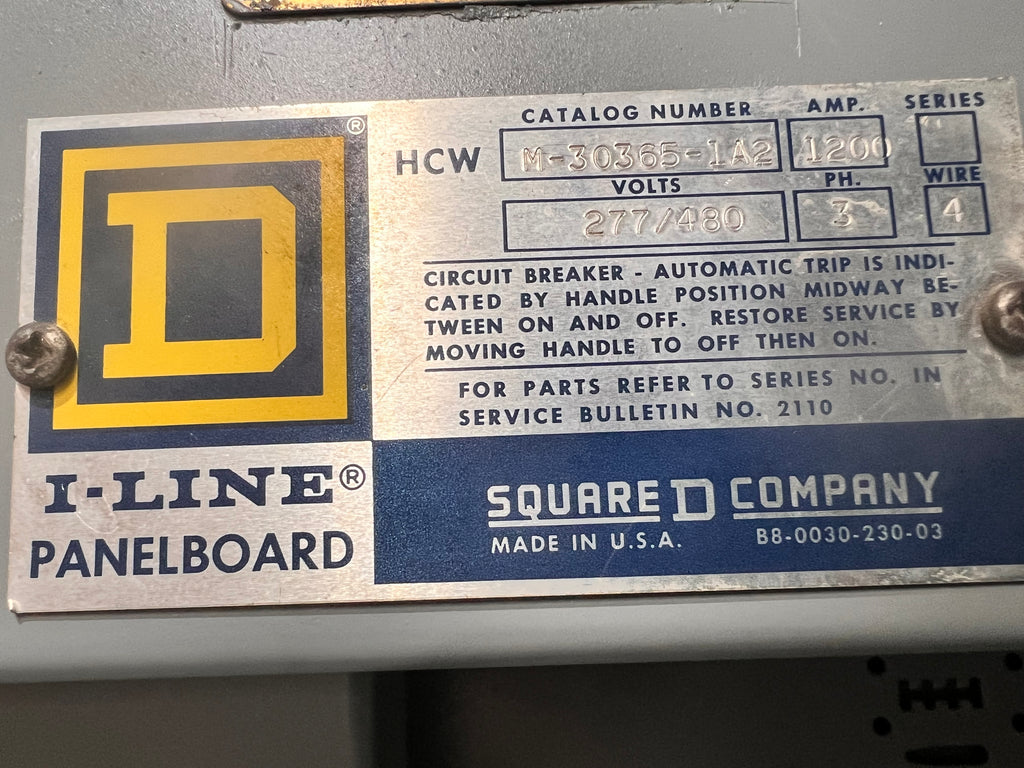 CATALOG NUMBER AMP. SERIES
HCW M-30365-1A2 1200
VOLTS PH. WIRE
277/480 3 4
CIRCUIT BREAKER - AUTOMATIC TRIP IS INDI-
CATED BY HANDLE POSITION MIDWAY BE-
TWEEN ON AND OFF. RESTORE SERVICE BY
MOVING HANDLE TO OFF THEN ON.
FOR PARTS REFER TO SERIES NO. IN
SERVICE BULLETIN NO. 2110
D®
I-LINE®
PANELBOARD
SQUARE D COMPANY
MADE IN U.S.A. B8-0030-230-03